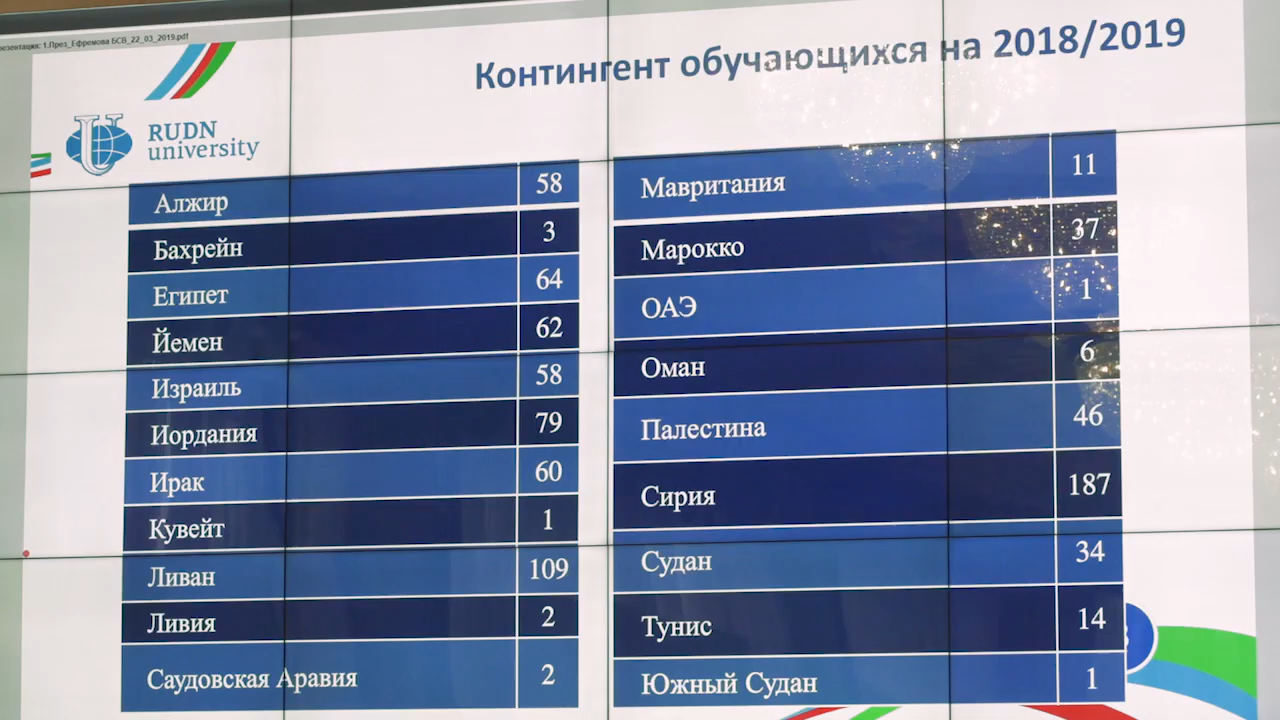 1.През_Ефремова БСВ_22_03_2019.pdf
Контингент обучающихся на 2018/2019
RUDN
university
Алжир 58
Бахрейн 3
Египет 64
Йемен 62
Израиль 58
Иордания 79
Ирак 60
Кувейт 1
Ливан 109
Ливия 2
Саудовская Аравия 2
Мавритания 11
Марокко 37
ОАЭ 1
Оман 6
Палестина 46
Сирия 187
Судан 34
Тунис 14
Южный Судан 1